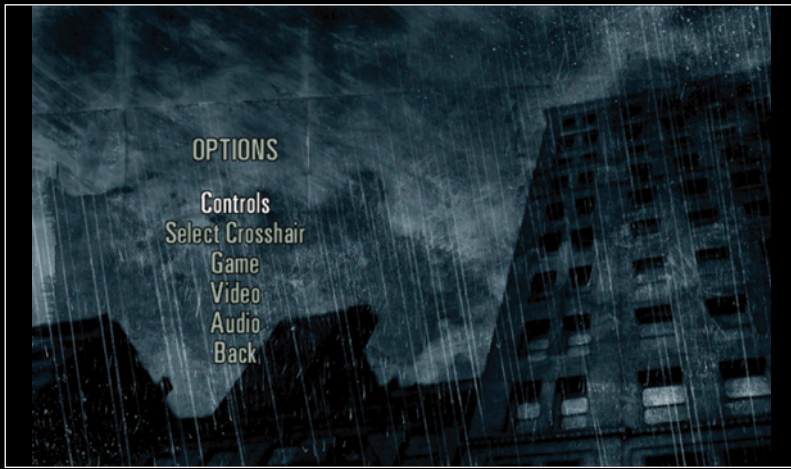 OPTIONS
Controls
Select Crosshair
Game
Video
Audio
Back